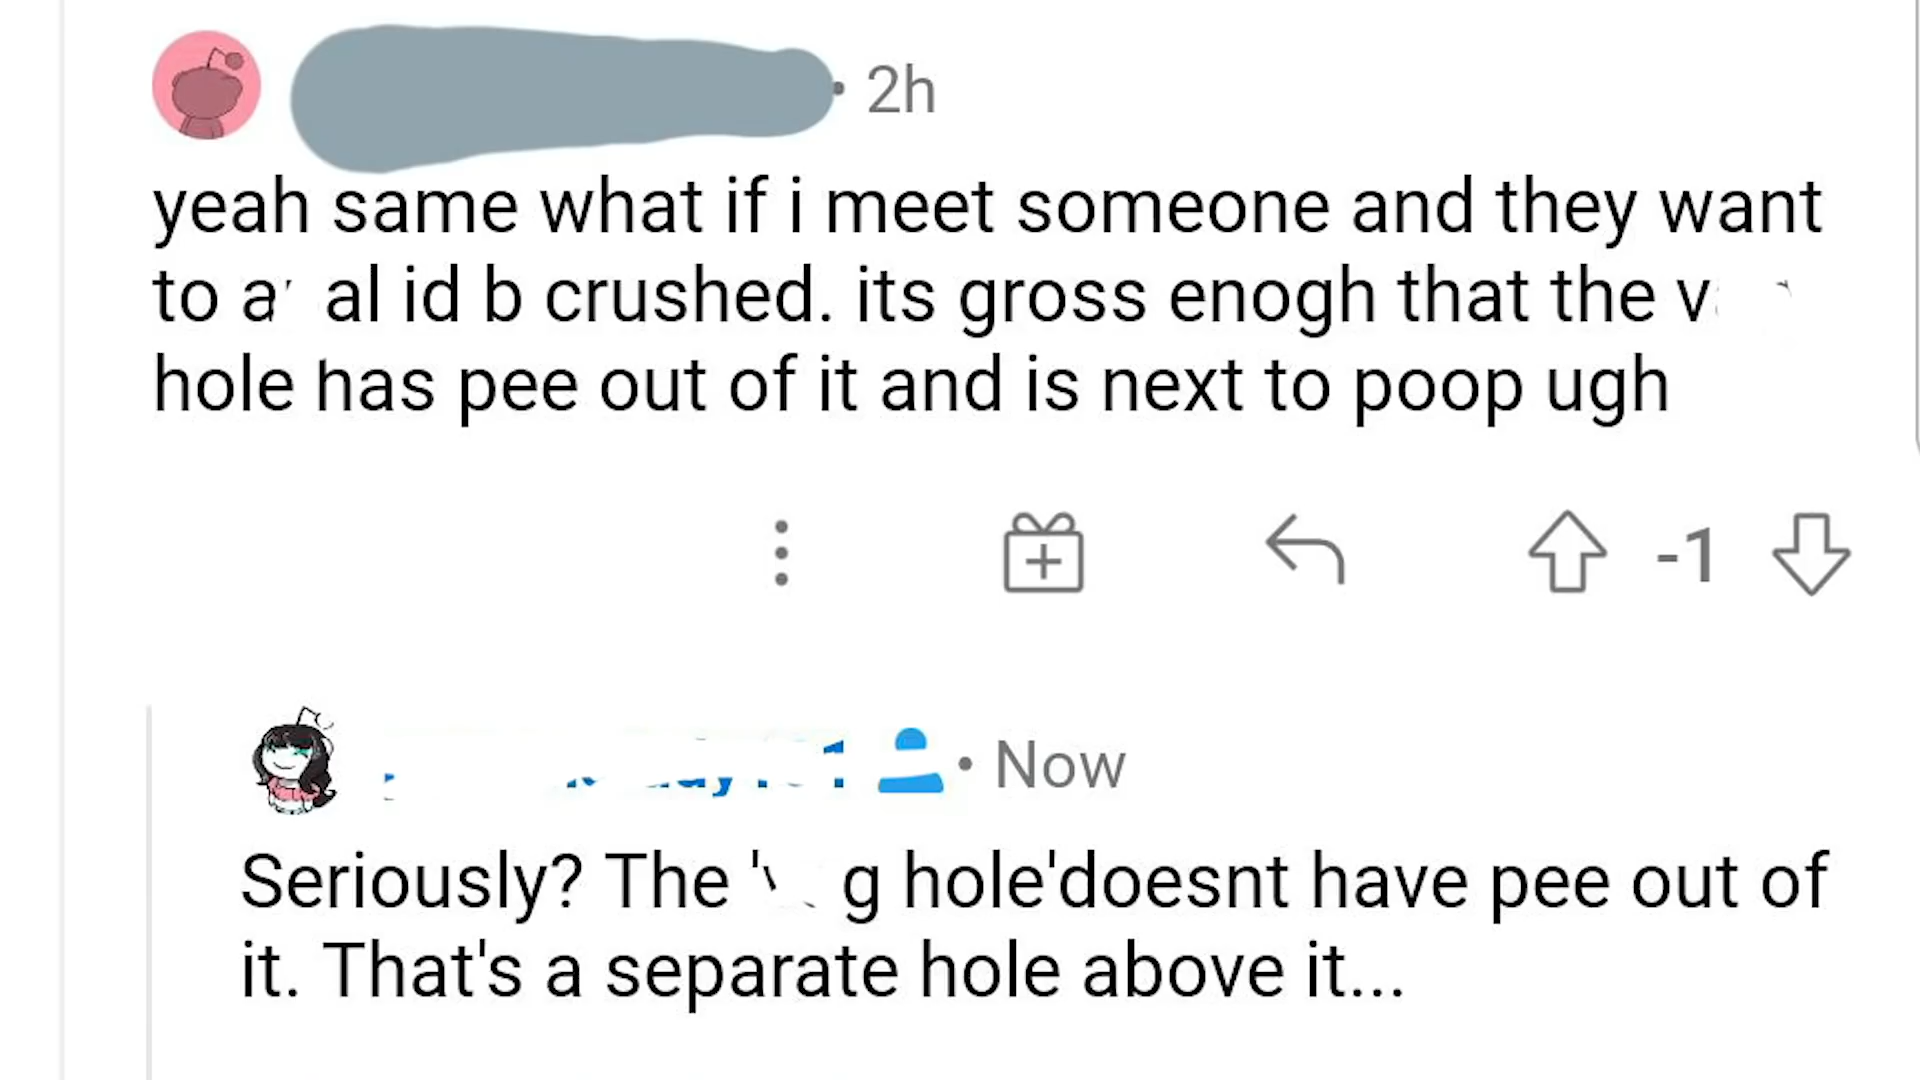 2h
yeah same what if i meet someone and they want
to al id b crushed. its gross enogh that the
hole has pee out of it and is next to poop ugh
-1
Now
Seriously? The hole'doesnt have pee out of
it. That's a separate hole above it...